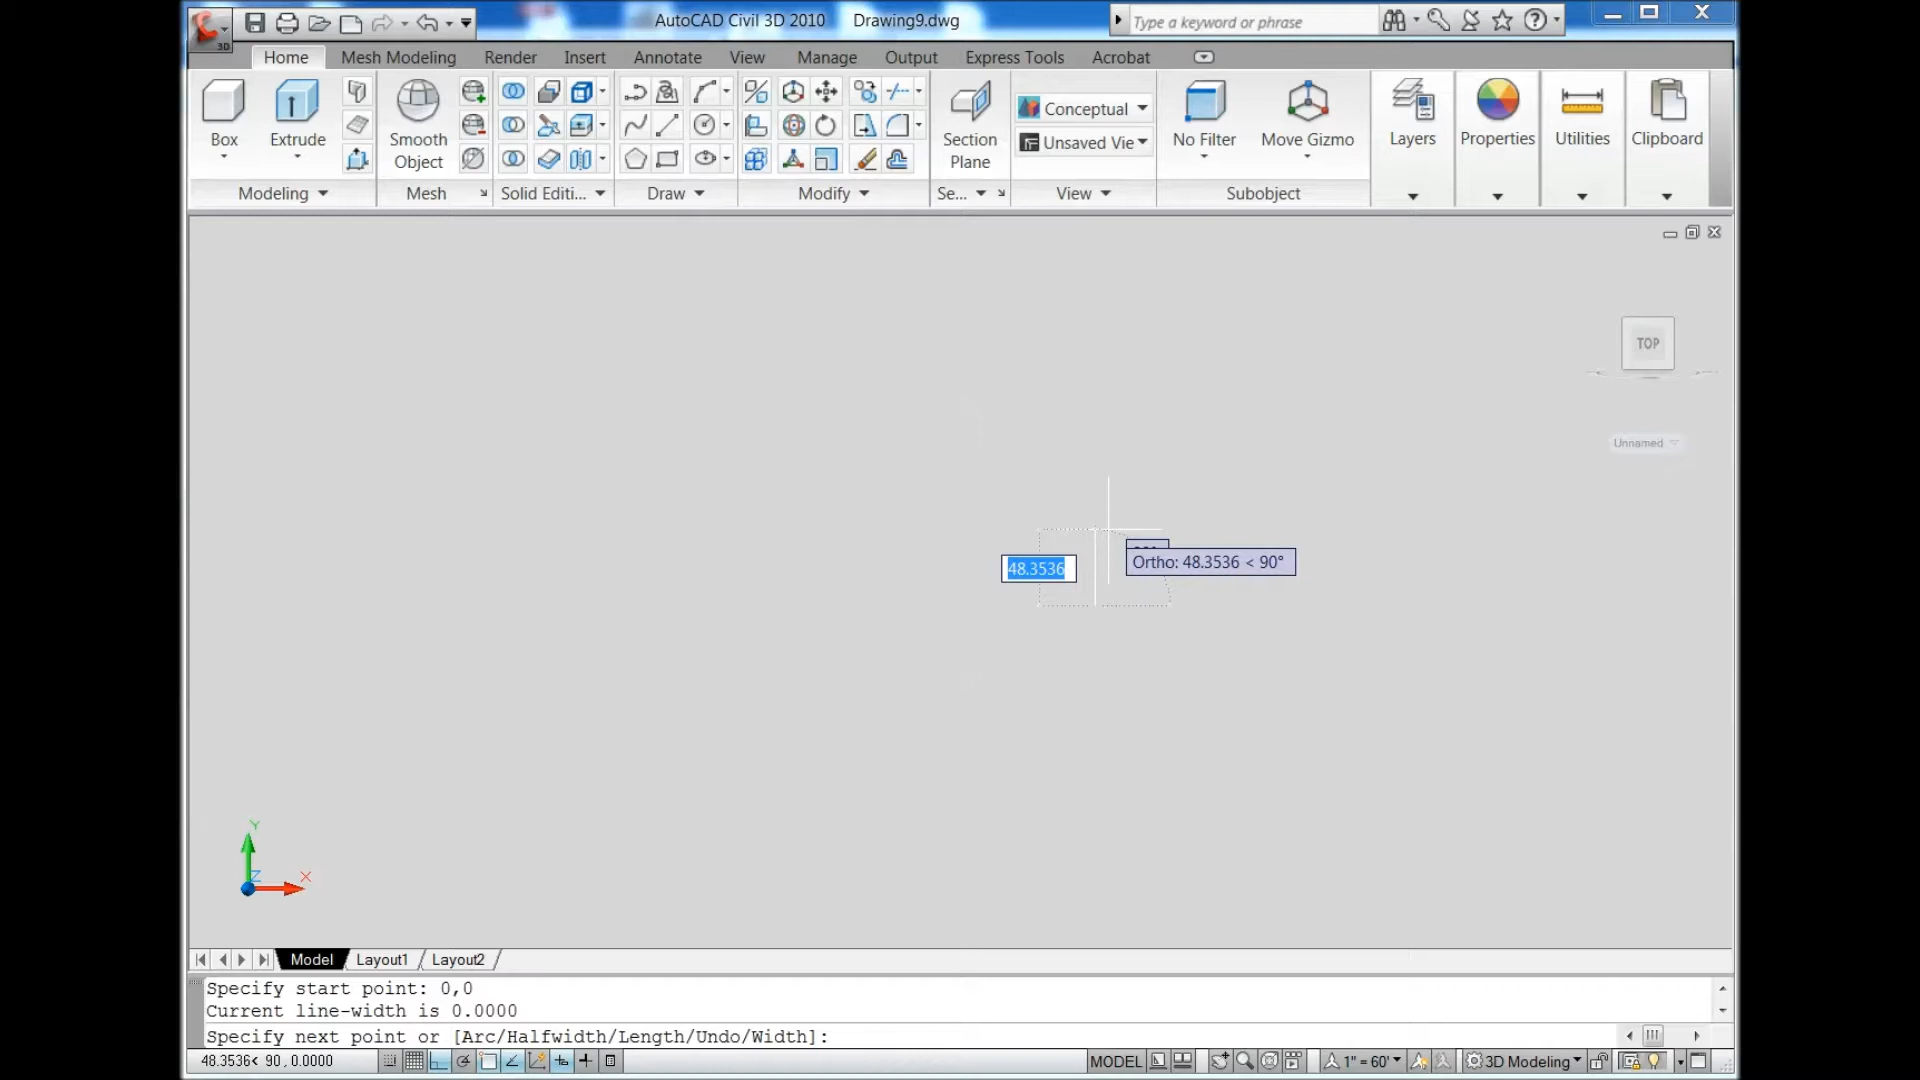 AutoCAD Civil 3D 2010 Drawing9.dwg Type a keyword or phrase
3D
Home Mesh Modeling Render Insert Annotate View Manage Output Express Tools Acrobat
Box Extrude Smooth Object Section Plane Conceptual Unsaved Vie No Filter Move Gizmo Layers Properties Utilities Clipboard
Modeling Mesh Solid Editi... Draw Modify Se... View Subobject
TOP
Unnamed
48.3536
Ortho: 48.3536 < 90°
Y
Z X
Model Layout1 Layout2
Specify start point: 0,0
Current line-width is 0.0000
Specify next point or [Arc/Halfwidth/Length/Undo/Width]:
48.3536< 90 , 0.0000 MODEL 1" = 60' 3D Modeling